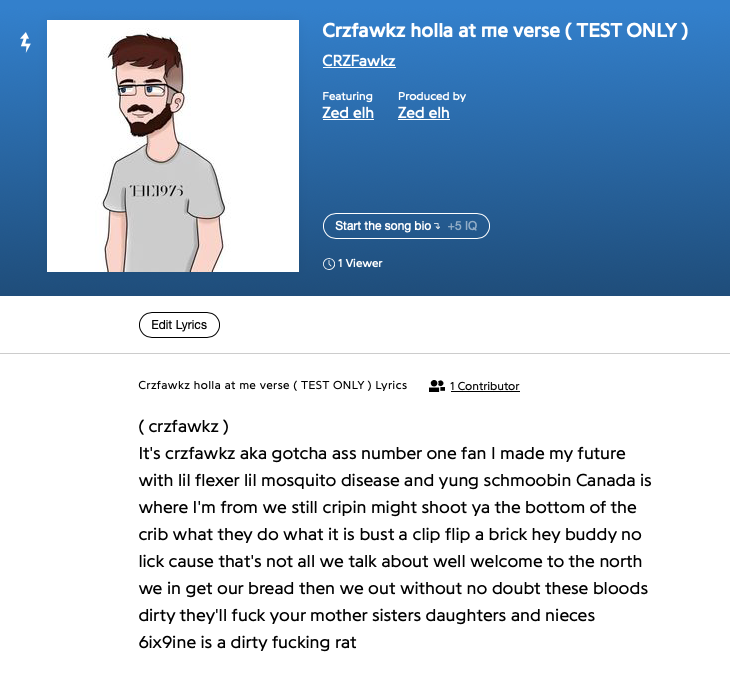 Crzfawkz holla at me verse ( TEST ONLY )
CRZFawkz
Featuring
Zed elh
Produced by
Zed elh
THE1975
Start the song bio +5 IQ
1 Viewer
Edit Lyrics
Crzfawkz holla at me verse ( TEST ONLY ) Lyrics
1 Contributor
( crzfawkz )
It's crzfawkz aka gotcha ass number one fan I made my future
with lil flexer lil mosquito disease and yung schmoobin Canada is
where I'm from we still cripin might shoot ya the bottom of the
crib what they do what it is bust a clip flip a brick hey buddy no
lick cause that's not all we talk about well welcome to the north
we in get our bread then we out without no doubt these bloods
dirty they'll fuck your mother sisters daughters and nieces
6ix9ine is a dirty fucking rat